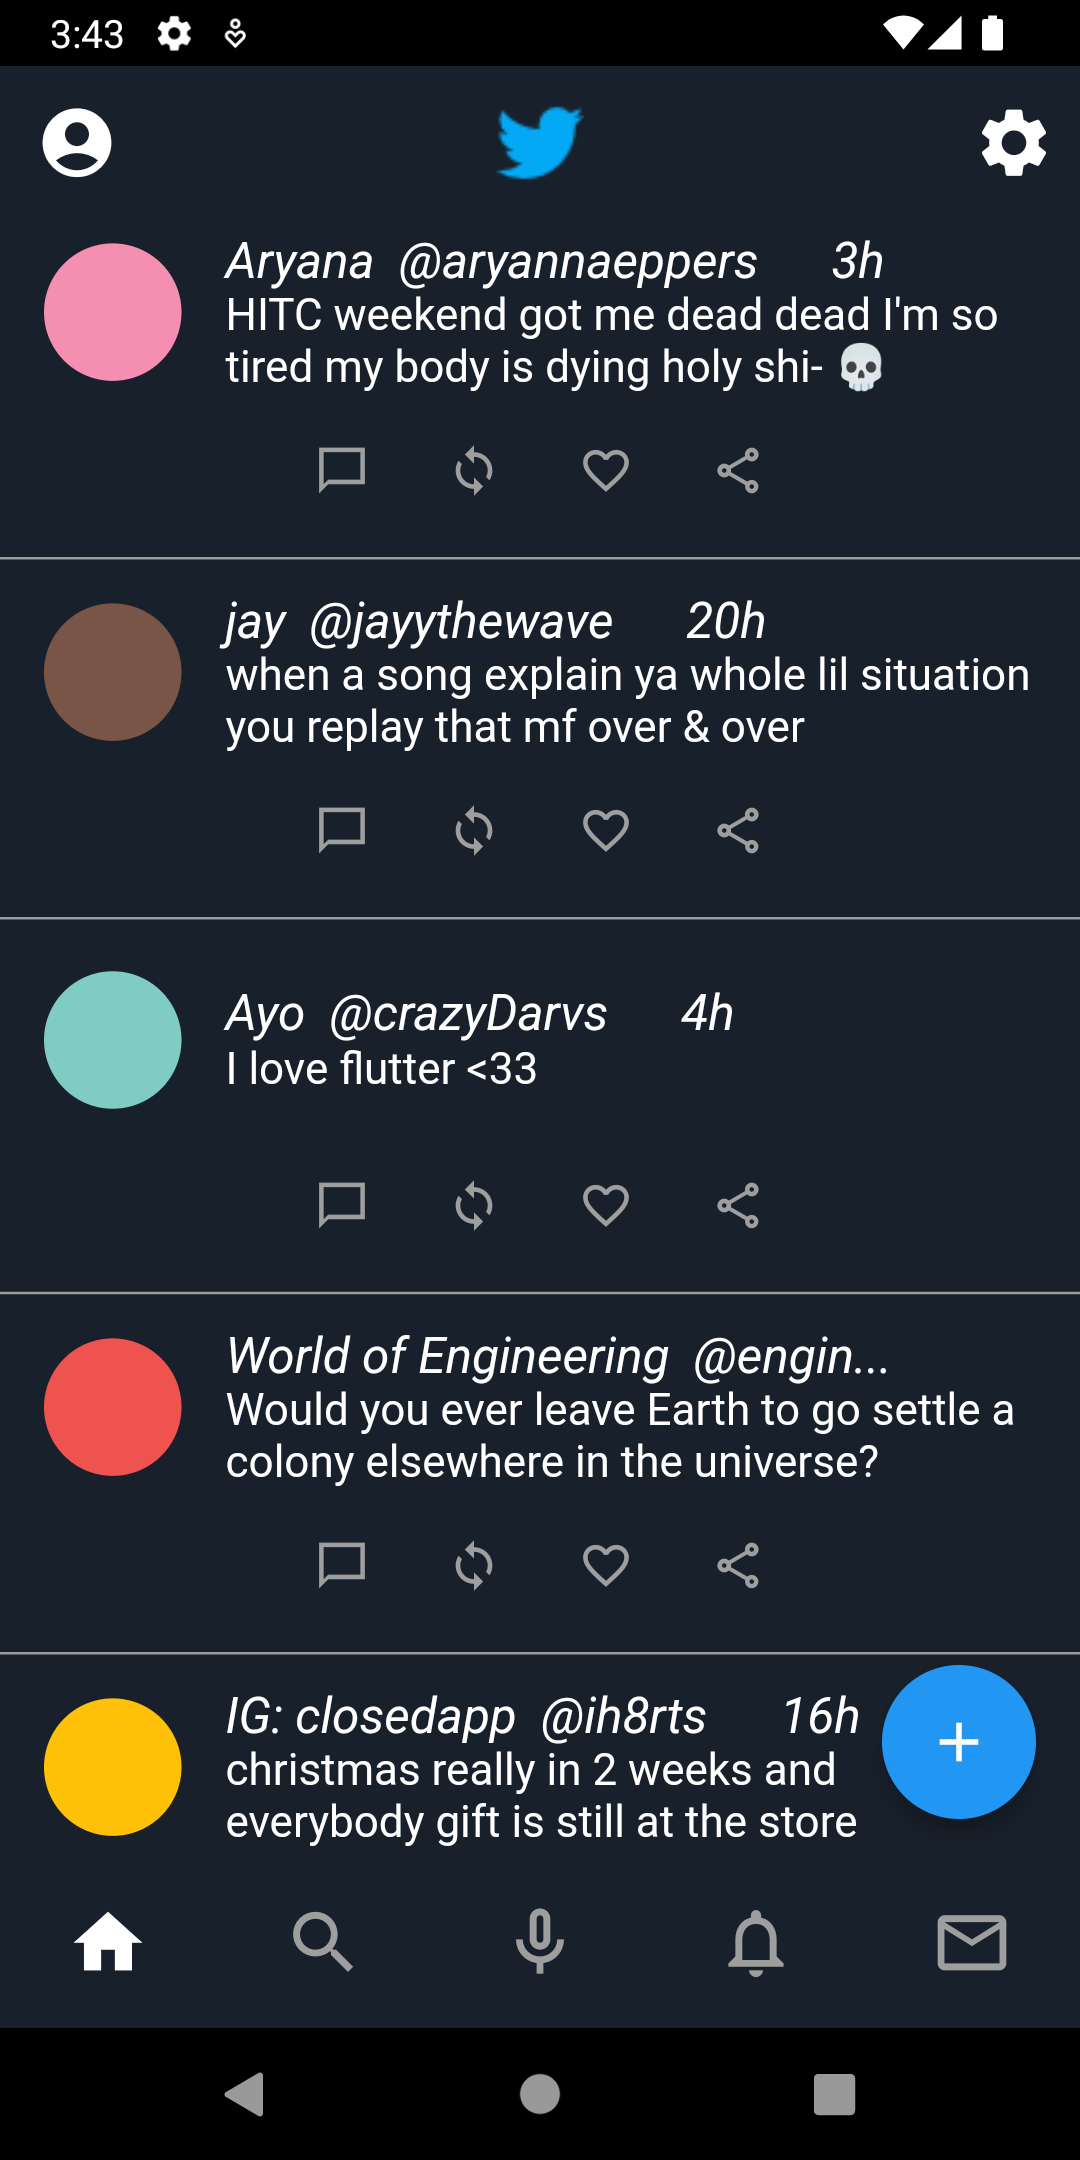 3:43
Aryana @aryannaeppers 3h
HITC weekend got me dead dead I'm so
tired my body is dying holy shi- 💀
jay @jayythewave 20h
when a song explain ya whole lil situation
you replay that mf over & over
Ayo @crazyDarvs 4h
I love flutter <33
World of Engineering @engin...
Would you ever leave Earth to go settle a
colony elsewhere in the universe?
IG: closedapp @ih8rts 16h
christmas really in 2 weeks and
everybody gift is still at the store